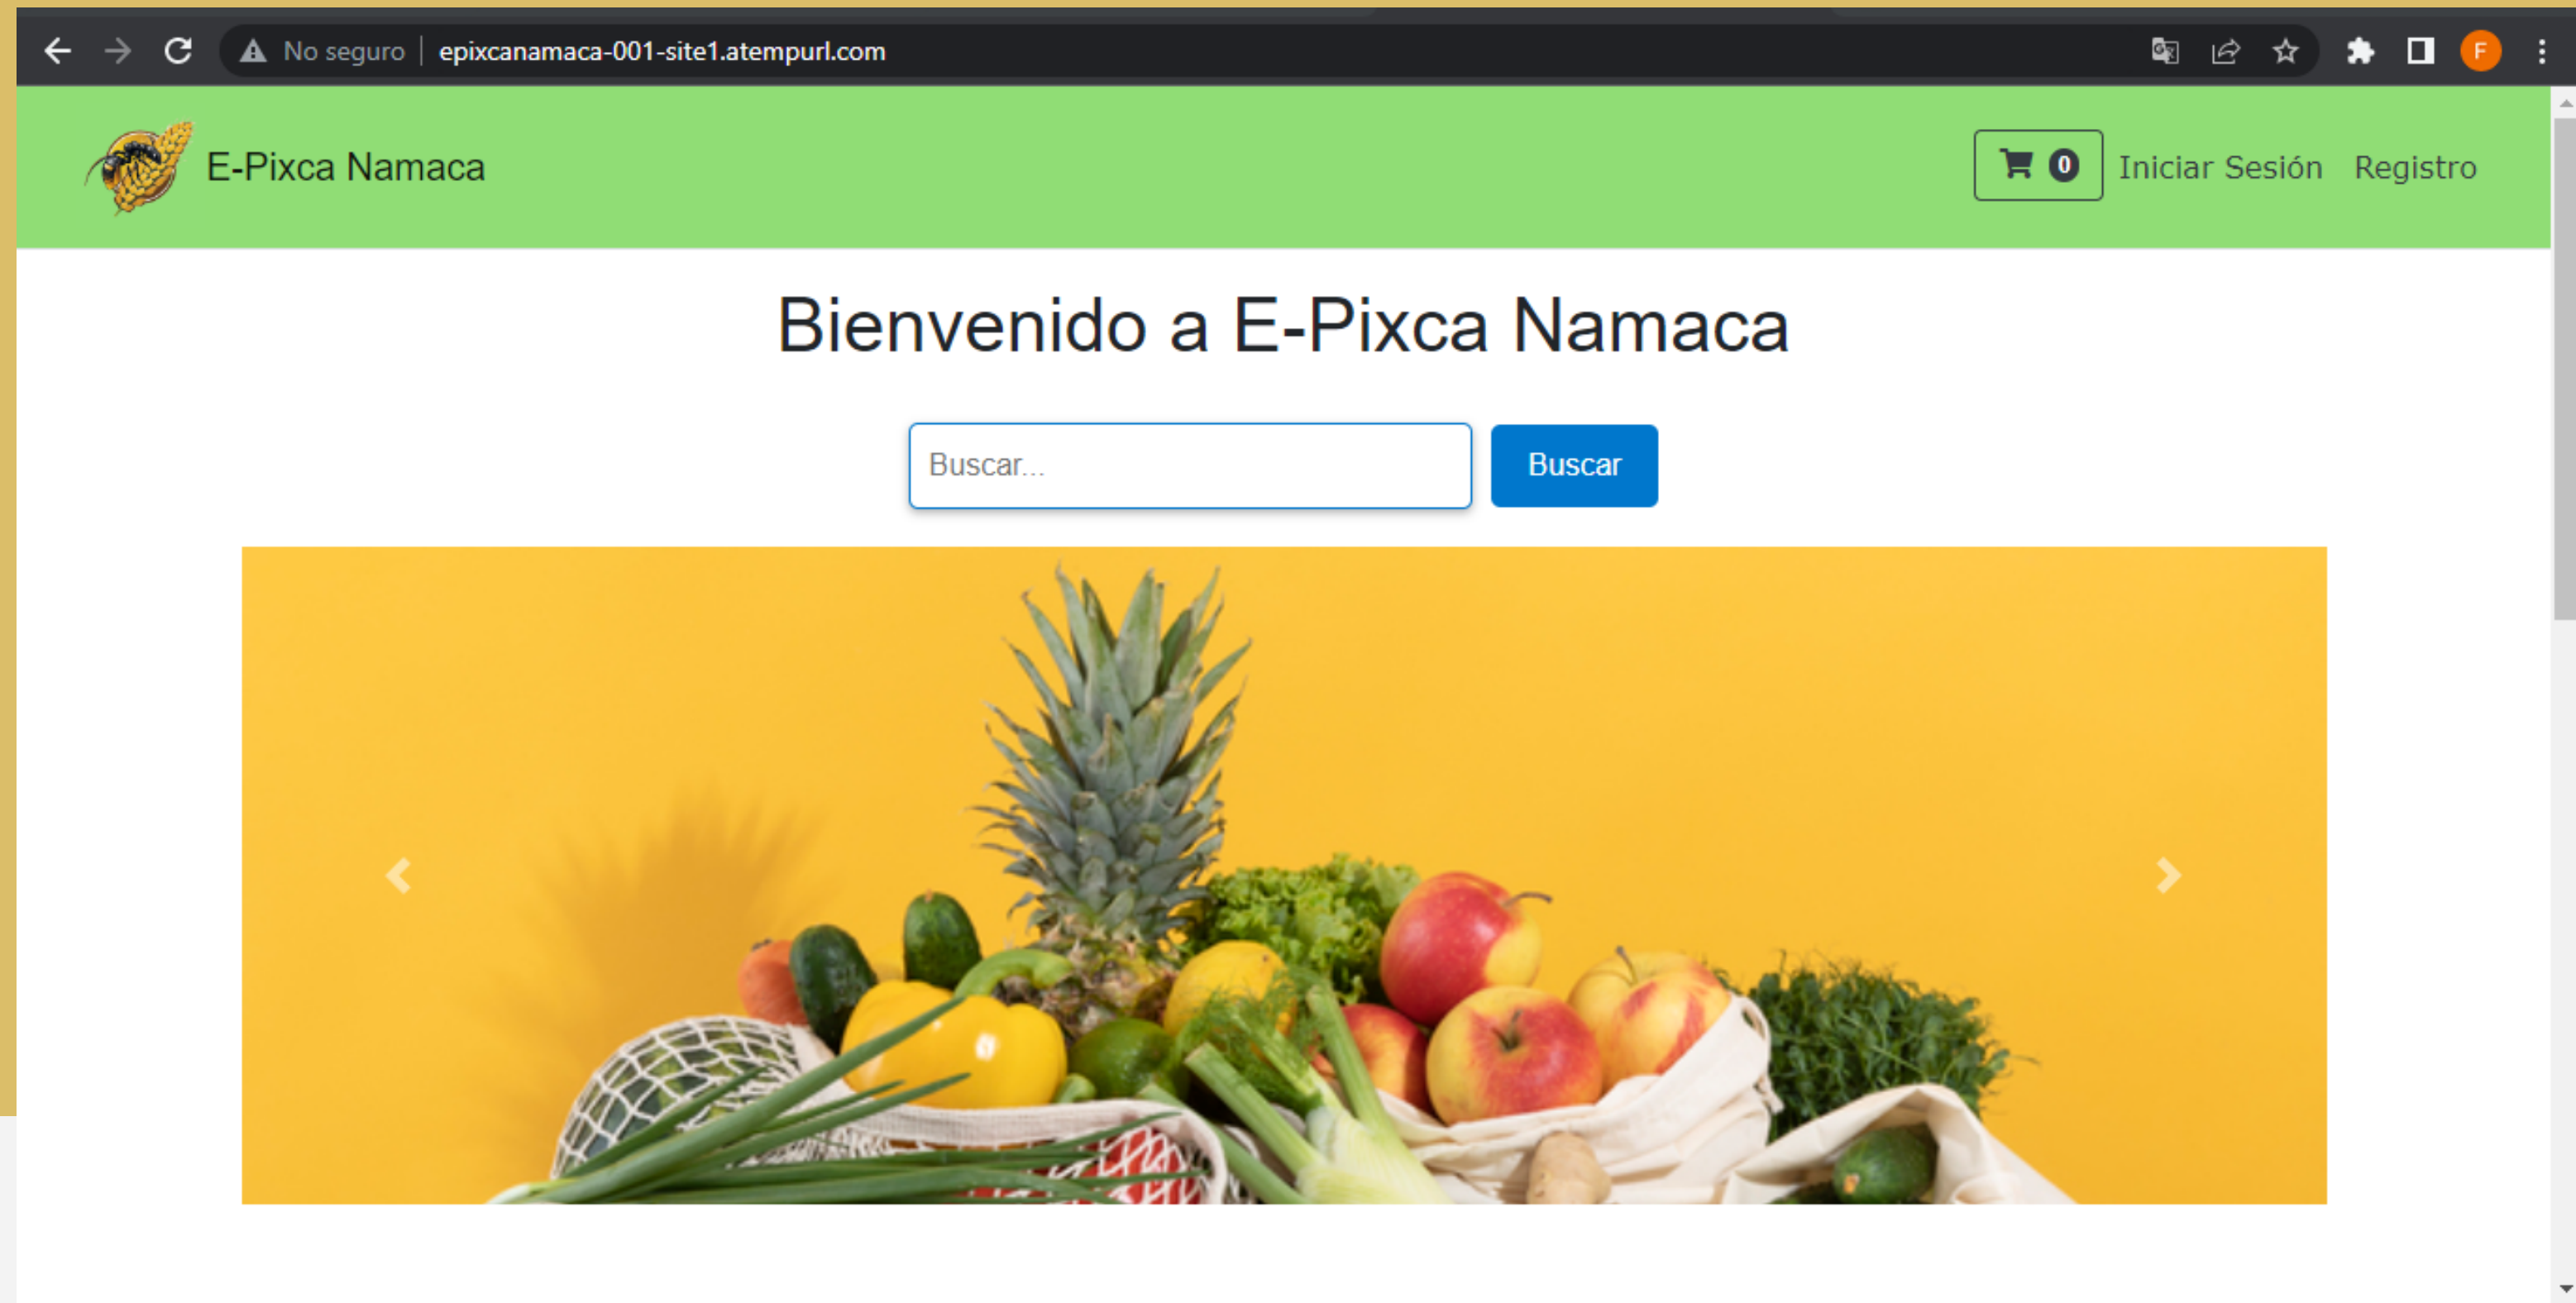 No seguro epixcanamaca-001-site1.atempurl.com
F
E-Pixca Namaca
0 Iniciar Sesión Registro
Bienvenido a E-Pixca Namaca
Buscar... Buscar